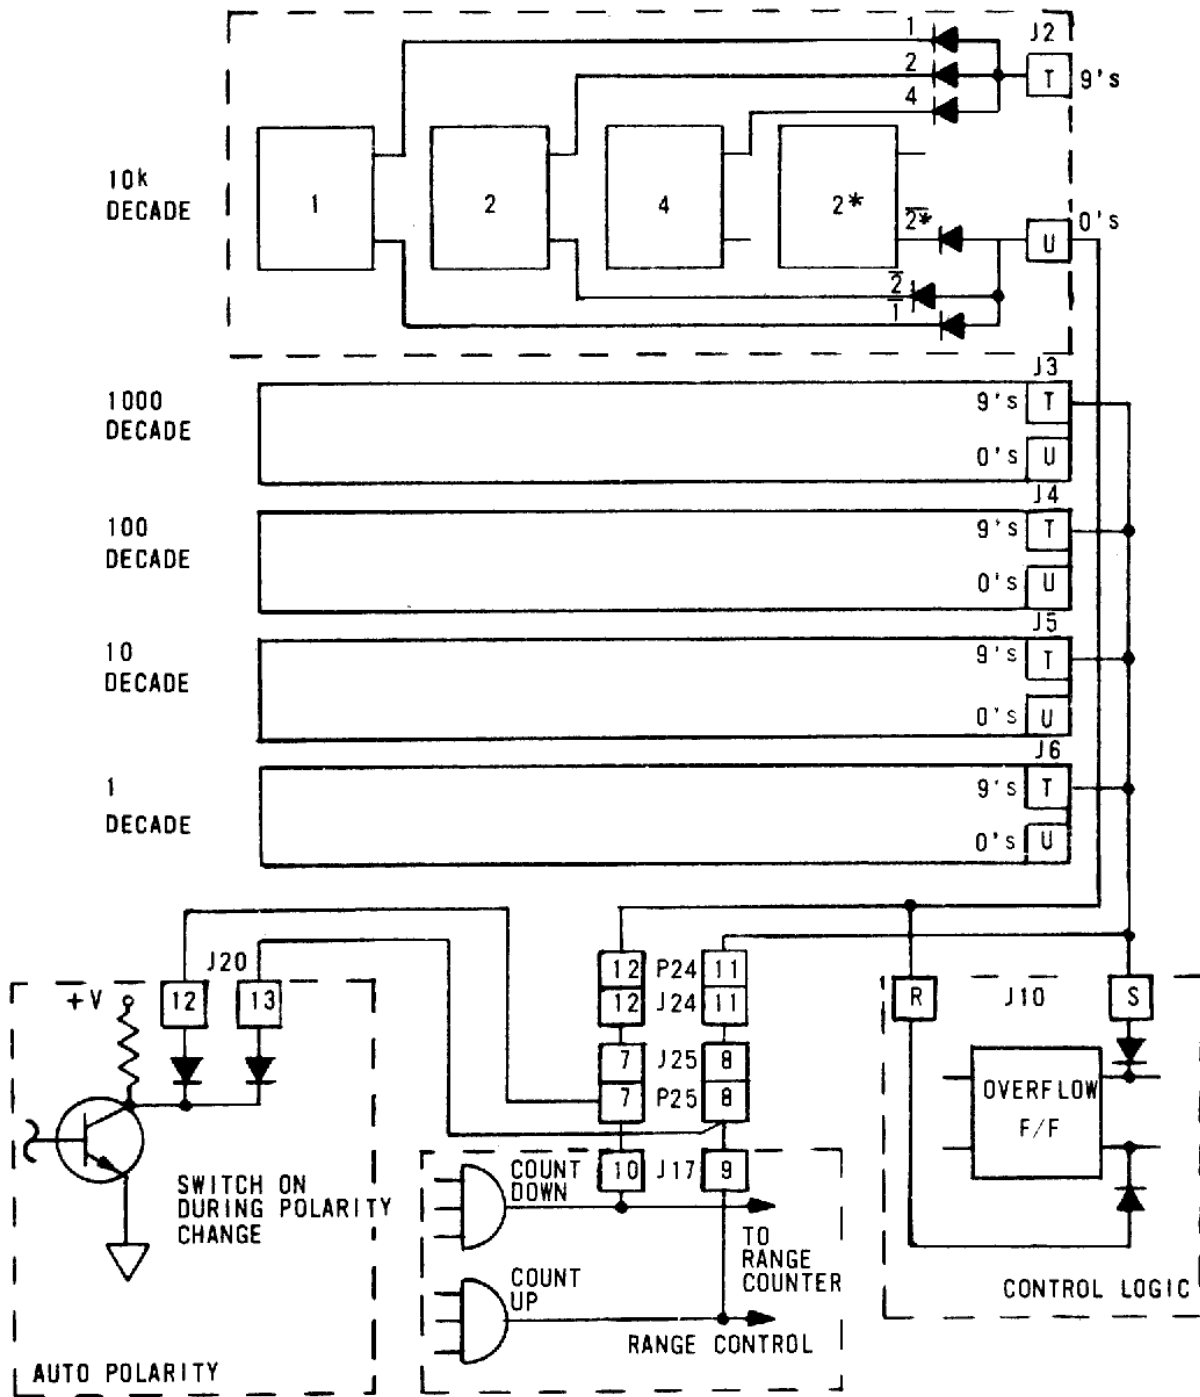 1
J2
2
T 9's
4
10k
DECADE
1 2 4 2*
2*
0's
U
2
1
J3
1000
DECADE
9's T
0's U
J4
100
DECADE
9's T
0's U
J5
10
DECADE
9's T
0's U
J6
1
DECADE
9's T
0's U
J20
12 P24 11
+V 12 13
12 J24 11
R J10 S
7 J25 8
7 P25 8
OVERFLOW
F/F
COUNT
DOWN
10 J17 9
SWITCH ON
DURING POLARITY
CHANGE
TO
RANGE
COUNTER
COUNT
UP
CONTROL LOGIC
RANGE CONTROL
AUTO POLARITY